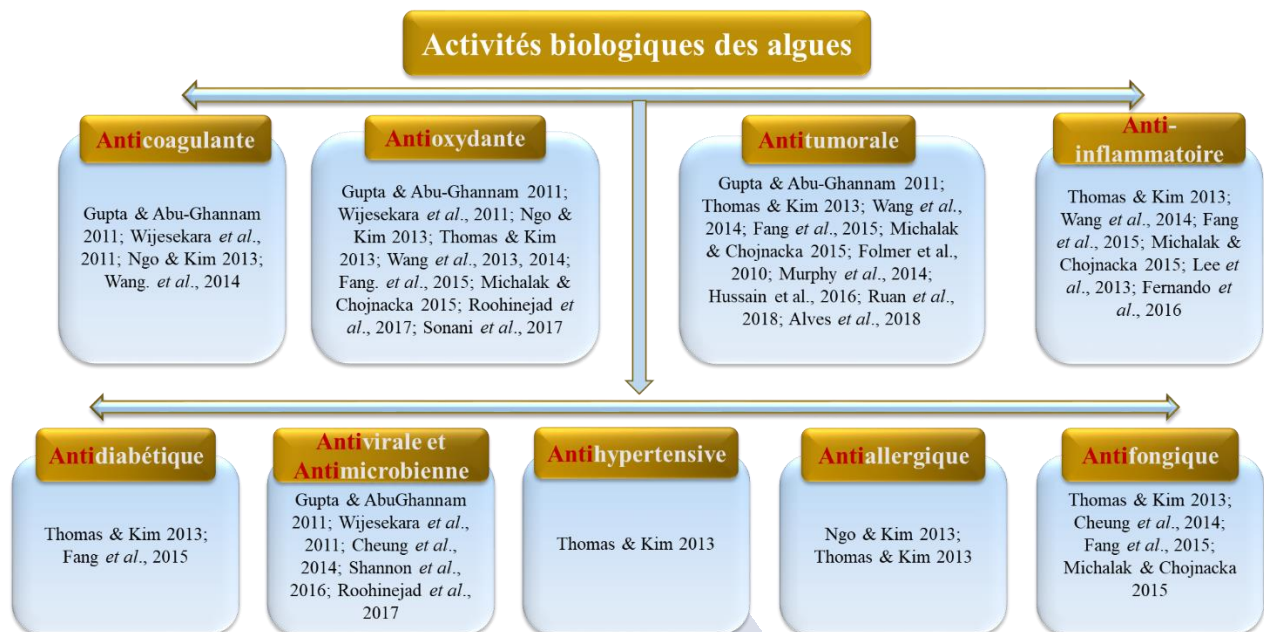 Activités biologiques des algues
Anticoagulante
Gupta & Abu-Ghannam
2011; Wijesekara et al.,
2011; Ngo & Kim 2013;
Wang. et al., 2014
Antioxydante
Gupta & Abu-Ghannam 2011;
Wijesekara et al., 2011; Ngo &
Kim 2013; Thomas & Kim
2013; Wang et al., 2013, 2014;
Fang. et al., 2015; Michalak &
Chojnacka 2015; Roohinejad et
al., 2017; Sonani et al., 2017
Antitumorale
Gupta & Abu-Ghannam 2011;
Thomas & Kim 2013; Wang et al.,
2014; Fang et al., 2015; Michalak
& Chojnacka 2015; Folmer et al.,
2010; Murphy et al., 2014;
Hussain et al., 2016; Ruan et al.,
2018; Alves et al., 2018
Anti-
inflammatoire
Thomas & Kim 2013;
Wang et al., 2014; Fang
et al., 2015; Michalak &
Chojnacka 2015; Lee et
al., 2013; Fernando et
al., 2016
Antidiabétique
Thomas & Kim 2013;
Fang et al., 2015
Antivirale et
Antimicrobienne
Gupta & AbuGhannam
2011; Wijesekara et al.,
2011; Cheung et al.,
2014; Shannon et al.,
2016; Roohinejad et al.,
2017
Antihypertensive
Thomas & Kim 2013
Antiallergique
Ngo & Kim 2013;
Thomas & Kim 2013
Antifongique
Thomas & Kim 2013;
Cheung et al., 2014;
Fang et al., 2015;
Michalak & Chojnacka
2015